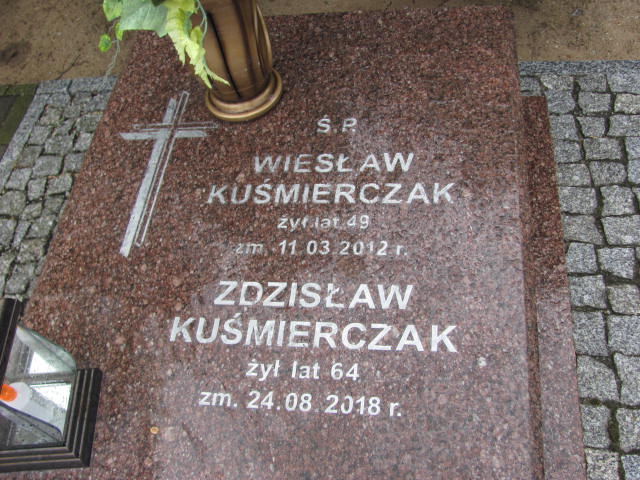 Ś. P.
WIESŁAW
KUŚMIERCZAK
żył lat 49
zm. 11.03.2012 r.
ZDZISŁAW
KUŚMIERCZAK
żył lat 64
zm. 24.08.2018 r.